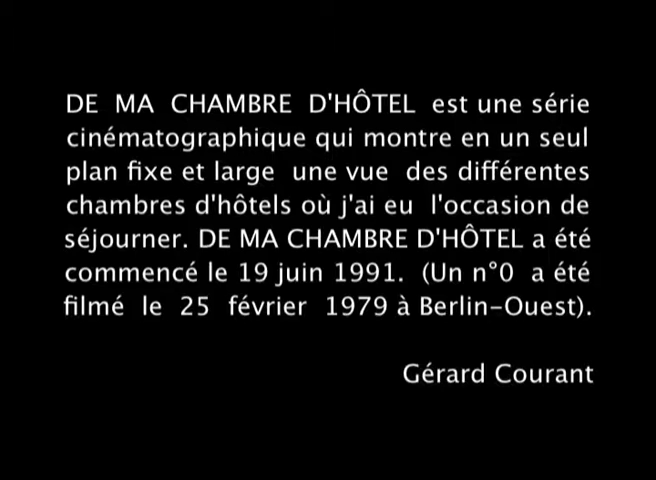 DE MA CHAMBRE D'HÔTEL est une série
cinématographique qui montre en un seul
plan fixe et large une vue des différentes
chambres d'hôtels où j'ai eu l'occasion de
séjourner. DE MA CHAMBRE D'HÔTEL a été
commencé le 19 juin 1991. (Un n°0 a été
filmé le 25 février 1979 à Berlin-Ouest).
Gérard Courant